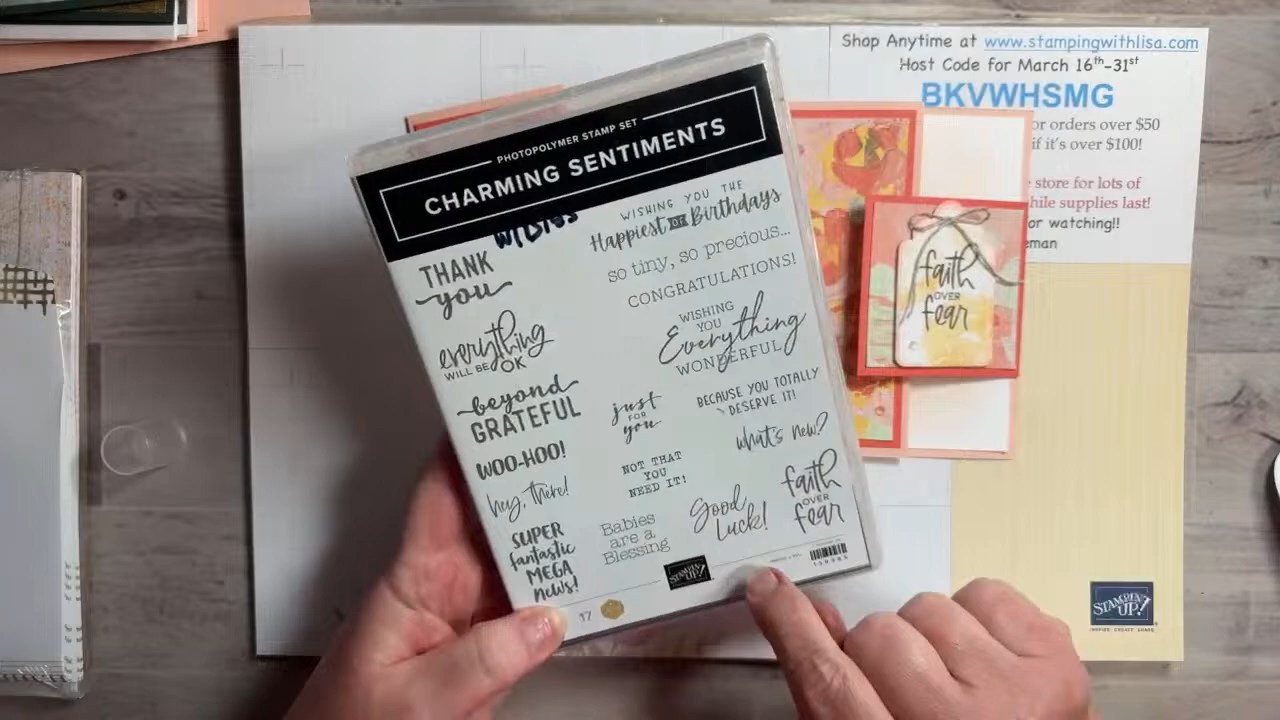 Shop Anytime at www.stampingwithlisa.com
Host Code for March 16th-31st
BKVWHSMG
or orders over $50
if it's over $100!
store for lots of
hile supplies last!
or watching!!
eman
PHOTOPOLYMER STAMP SET
CHARMING SENTIMENTS
THANK
you
everything
WILL BE OK
beyond
GRATEFUL
WOO-HOO!
hey, there!
SUPER
fantastic
MEGA
news!
WISHING YOU THE
Happiest OF Birthdays
so tiny, so precious...
CONGRATULATIONS!
WISHING
YOU
Everything
WONDERFUL
just
FOR
you
BECAUSE YOU TOTALLY
DESERVE IT!
what's new?
NOT THAT
YOU
NEED IT!
Babies
are a
Blessing
Good
Luck!
faith
OVER
fear
STAMPIN' UP!
17
faith
OVER
fear
STAMPIN' UP!
INSPIRE. CREATE. SHARE.